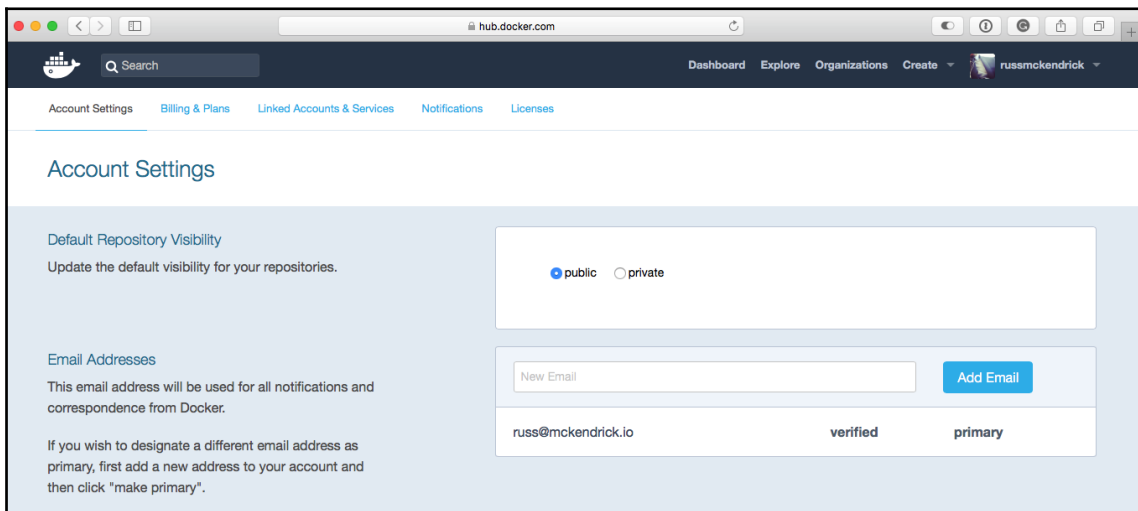 hub.docker.com
Search
Dashboard Explore Organizations Create russmckendrick
Account Settings Billing & Plans Linked Accounts & Services Notifications Licenses
Account Settings
Default Repository Visibility
Update the default visibility for your repositories.
public private
Email Addresses
This email address will be used for all notifications and
correspondence from Docker.
If you wish to designate a different email address as
primary, first add a new address to your account and
then click "make primary".
New Email
Add Email
russ@mckendrick.io verified primary